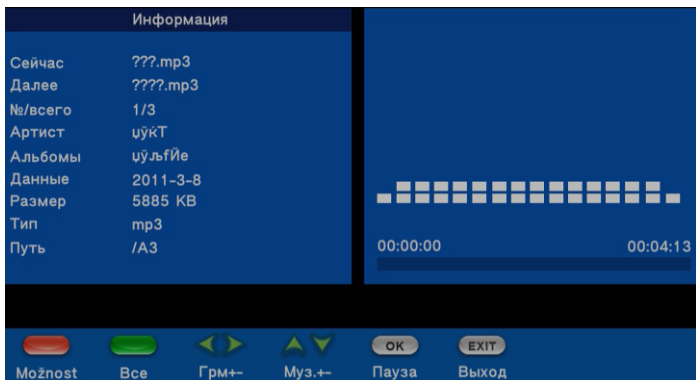 Информация
Сейчас ???.mp3
Далее ????.mp3
№/всего 1/3
Артист џўќТ
Альбомы џўљfЙе
Данные 2011-3-8
Размер 5885 KB
Тип mp3
Путь /A3
00:00:00 00:04:13
OK EXIT
Možnost Все Грм+- Муз.+- Пауза Выход